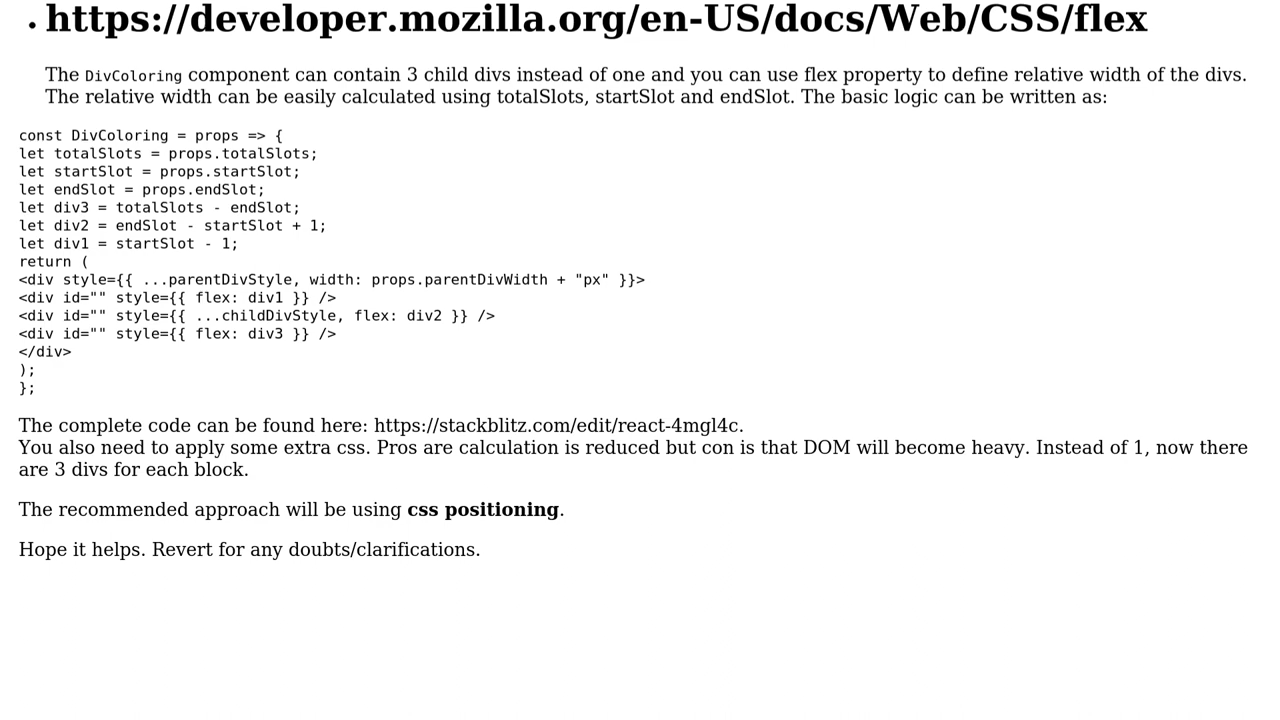 • https://developer.mozilla.org/en-US/docs/Web/CSS/flex
The DivColoring component can contain 3 child divs instead of one and you can use flex property to define relative width of the divs.
The relative width can be easily calculated using totalSlots, startSlot and endSlot. The basic logic can be written as:
const DivColoring = props => {
let totalSlots = props.totalSlots;
let startSlot = props.startSlot;
let endSlot = props.endSlot;
let div3 = totalSlots - endSlot;
let div2 = endSlot - startSlot + 1;
let div1 = startSlot - 1;
return (
<div style={{ ...parentDivStyle, width: props.parentDivWidth + "px" }}>
<div id="" style={{ flex: div1 }} />
<div id="" style={{ ...childDivStyle, flex: div2 }} />
<div id="" style={{ flex: div3 }} />
</div>
);
};
The complete code can be found here: https://stackblitz.com/edit/react-4mgl4c.
You also need to apply some extra css. Pros are calculation is reduced but con is that DOM will become heavy. Instead of 1, now there
are 3 divs for each block.
The recommended approach will be using css positioning.
Hope it helps. Revert for any doubts/clarifications.